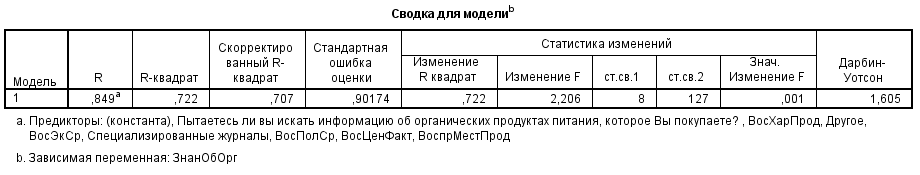 Сводка для модели b
Модель R R-квадрат Скорректиро ванный R- квадрат Стандартная ошибка оценки Статистика изменений Дарбин- Уотсон
Изменение R квадрат Изменение F ст.св.1 ст.св.2 Знач. Изменение F
1 ,849 a ,722 ,707 ,90174 ,722 2,206 8 127 ,001 1,605
a. Предикторы: (константа), Пытаетесь ли вы искать информацию об органических продуктах питания, которое Вы покупаете? , ВосХарПрод, Другое,
ВосЭкСр, Специализированные журналы, ВосПолСр, ВосЦенФакт, ВоспрМестПрод
b. Зависимая переменная: ЗнанОбОрг